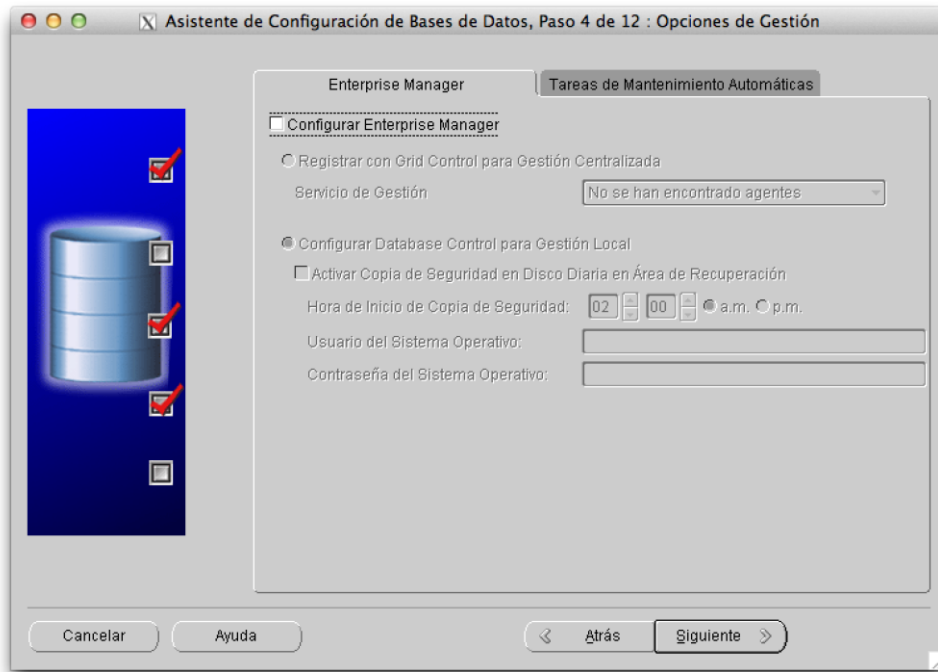 Asistente de Configuración de Bases de Datos, Paso 4 de 12 : Opciones de Gestión
Enterprise Manager
Tareas de Mantenimiento Automáticas
Configurar Enterprise Manager
Registrar con Grid Control para Gestión Centralizada
Servicio de Gestión
No se han encontrado agentes
Configurar Database Control para Gestión Local
Activar Copia de Seguridad en Disco Diaria en Área de Recuperación
Hora de Inicio de Copia de Seguridad: 02 00 a.m. p.m.
Usuario del Sistema Operativo:
Contraseña del Sistema Operativo:
Cancelar
Ayuda
Atrás
Siguiente